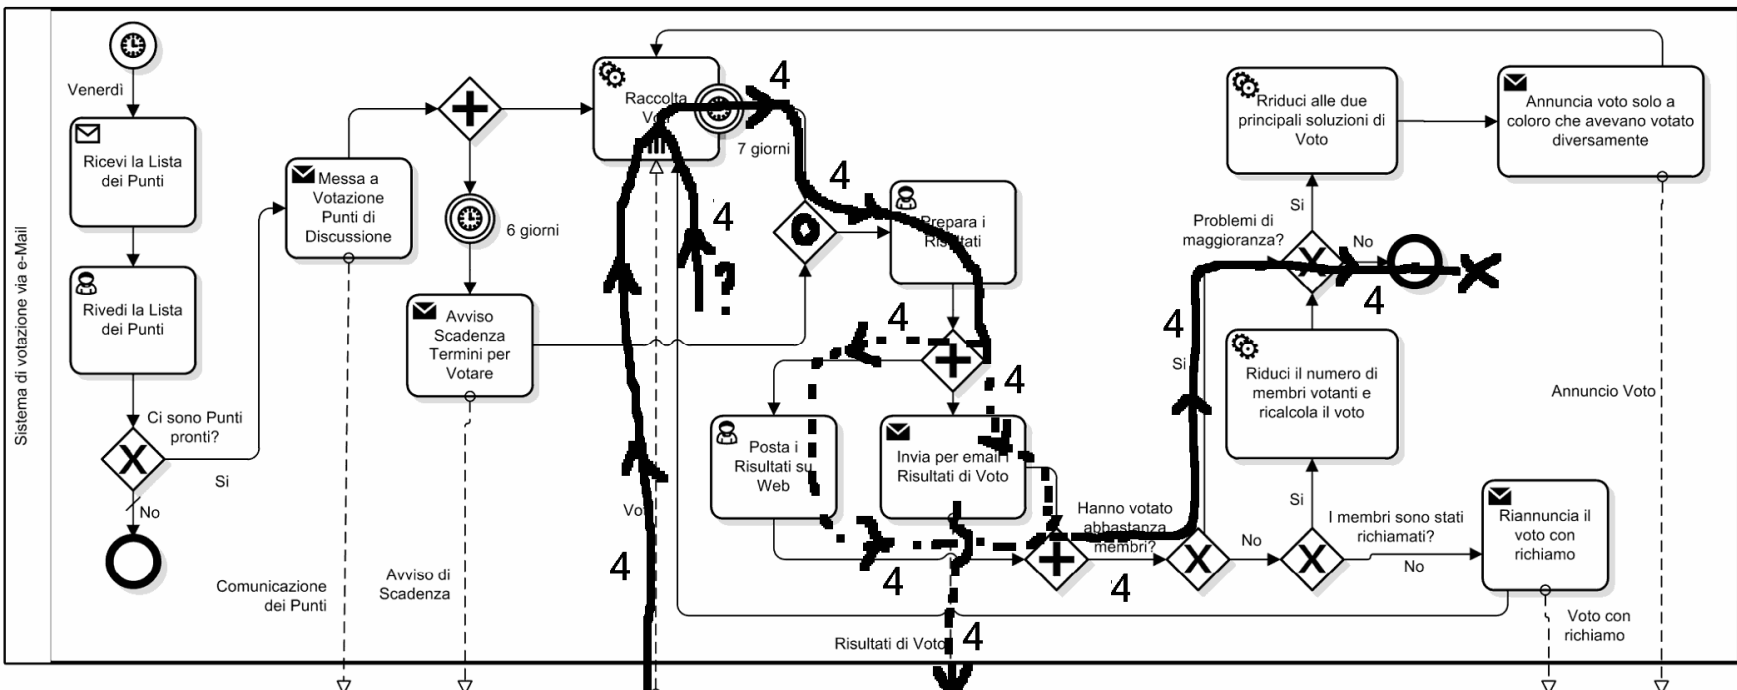 Sistema di votazione via e-Mail
Venerdì
Ricevi la Lista
dei Punti
Rivedi la Lista
dei Punti
Ci sono Punti
pronti?
Si
No
Messa a
Votazione
Punti di
Discussione
Comunicazione
dei Punti
6 giorni
Avviso
Scadenza
Termini per
Votare
Avviso di
Scadenza
Raccolta
7 giorni
4
4
4
?
4
Prepara i
Risultati
4
4
Posta i
Risultati su
Web
Invia per email i
Risultati di Voto
4
4
Risultati di Voto
4
Hanno votato
abbastanza
membri?
4
Si
No
Problemi di
maggioranza?
Si
No
4
Rriduci alle due
principali soluzioni di
Voto
Annuncia voto solo a
coloro che avevano votato
diversamente
Riduci il numero di
membri votanti e
ricalcola il voto
Annuncio Voto
Si
I membri sono stati
richiamati?
No
Riannuncia il
voto con
richiamo
Voto con
richiamo